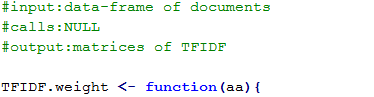 #input:data-frame of documents
#calls:NULL
#output:matrices of TFIDF
TFIDF.weight <- function(aa){